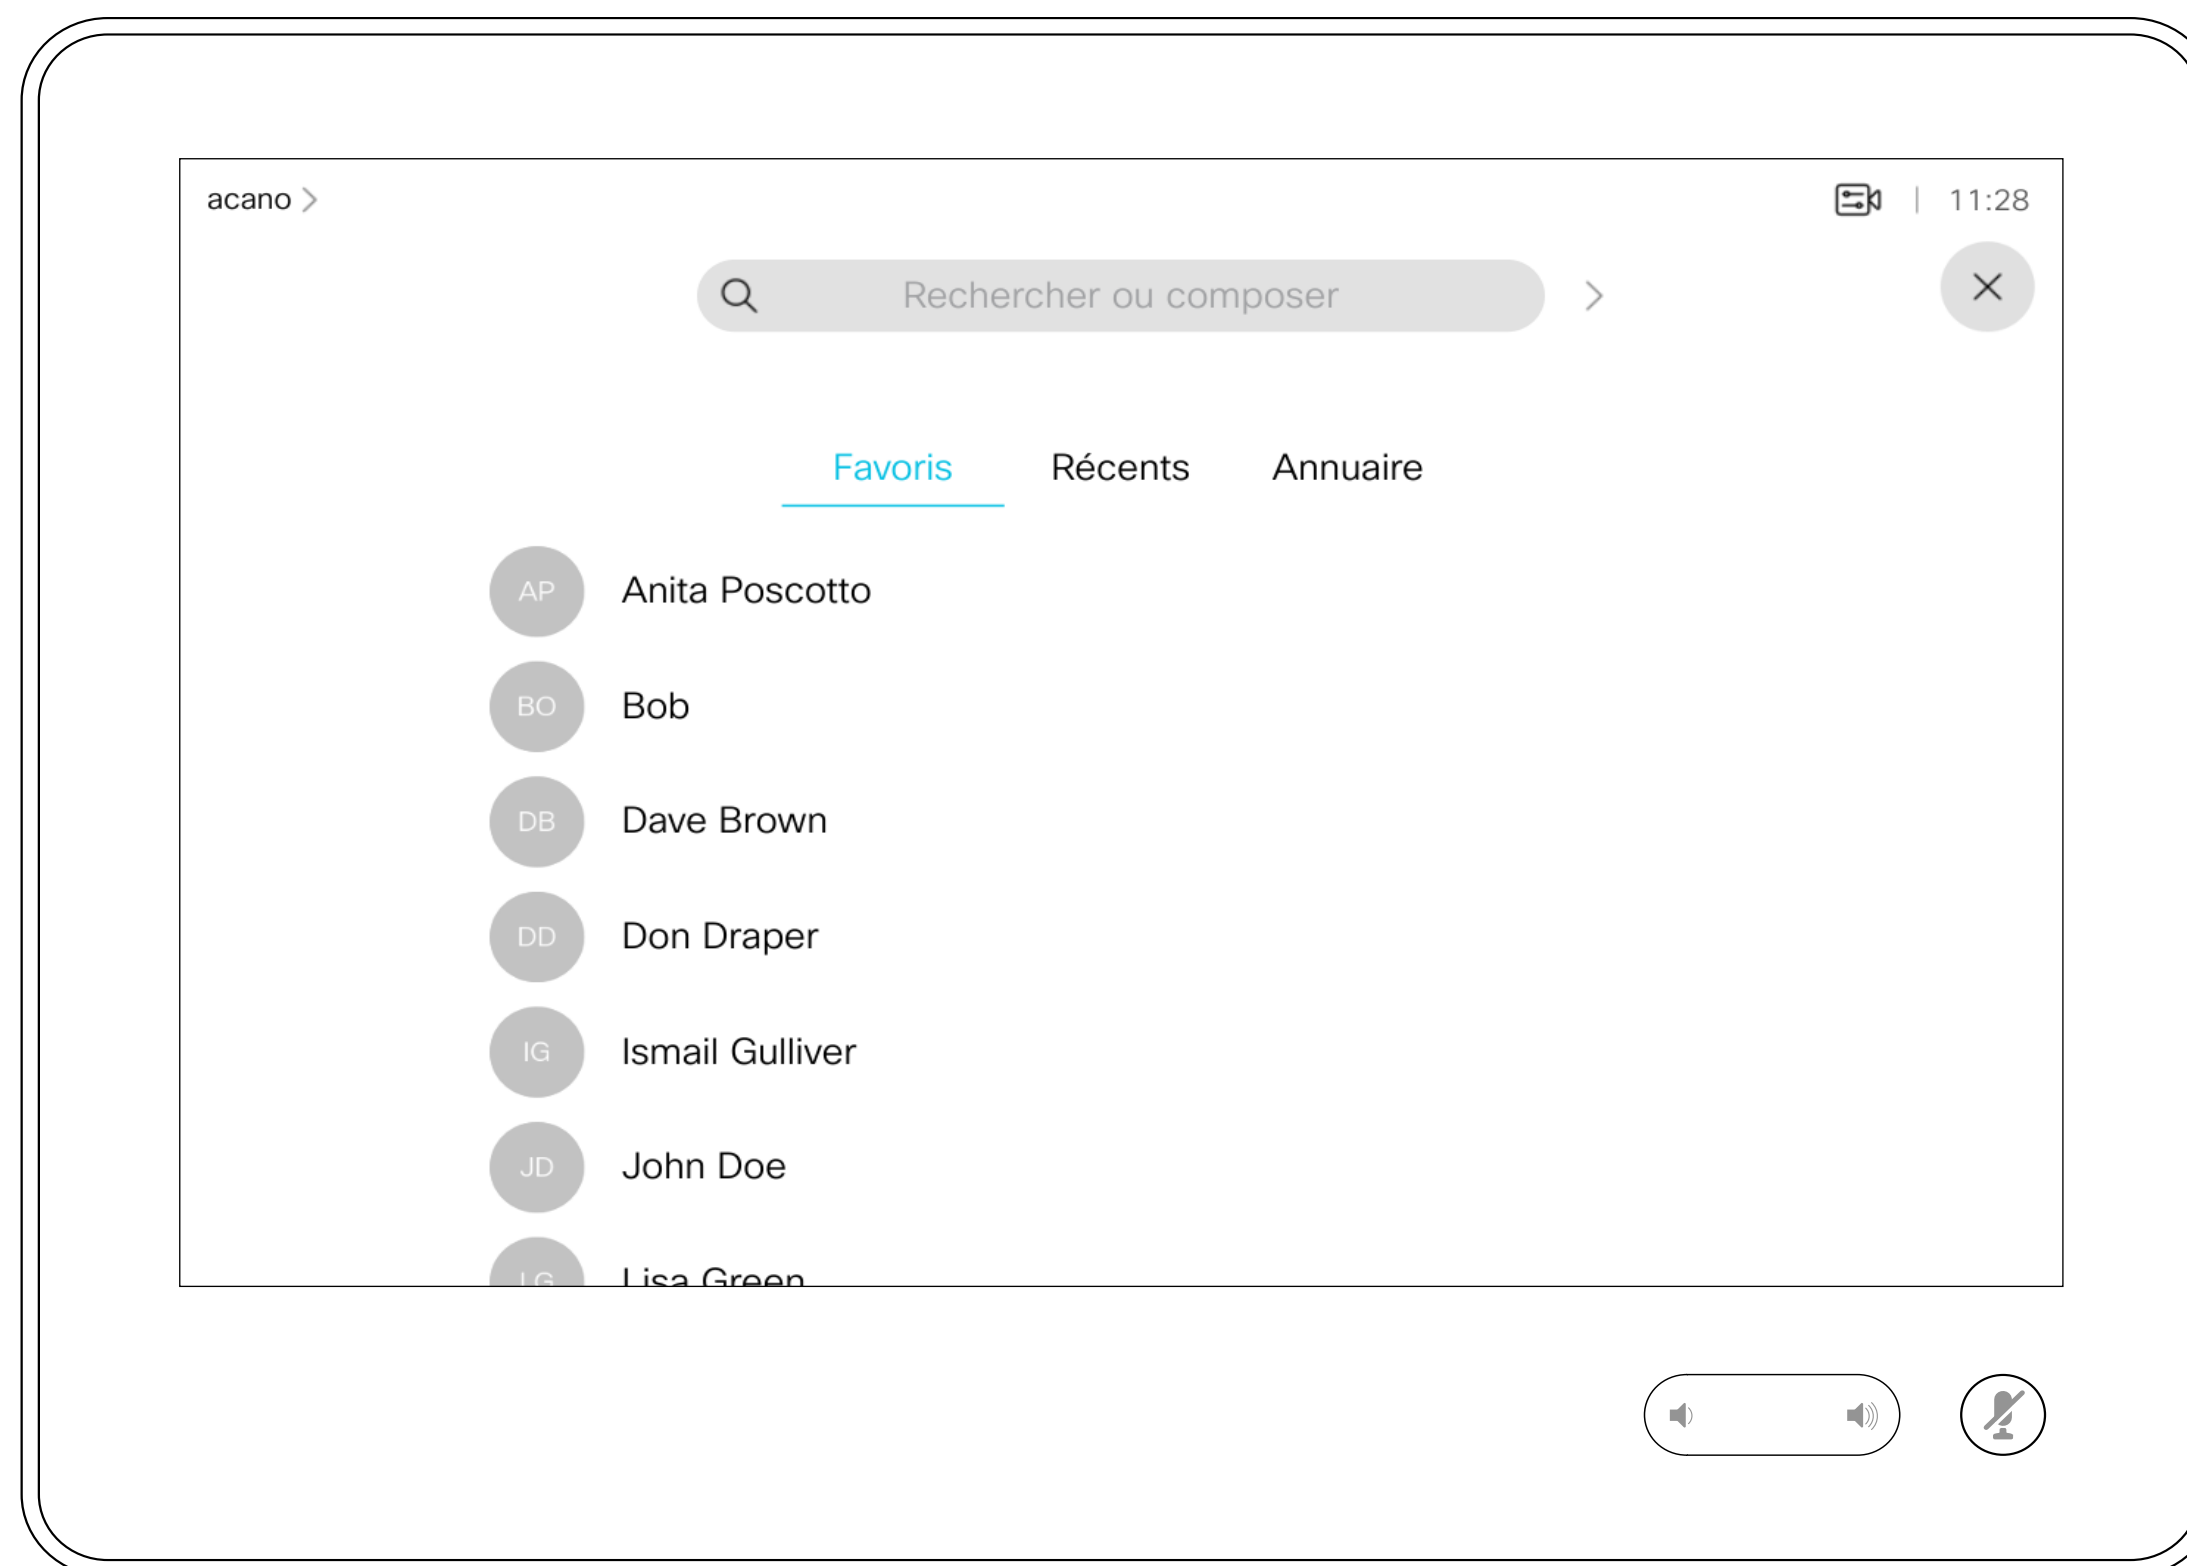 acano
11:28
Rechercher ou composer
Favoris Récents Annuaire
AP Anita Poscotto
BO Bob
DB Dave Brown
DD Don Draper
IG Ismail Gulliver
JD John Doe
LG Lisa Green